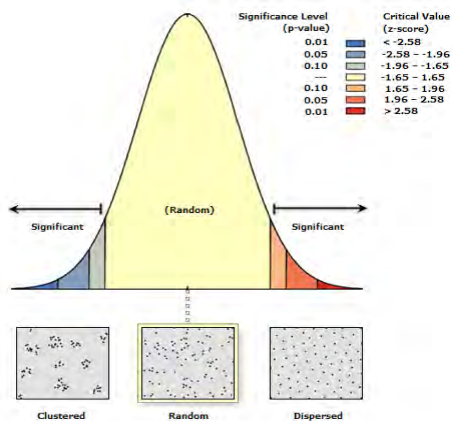 Significance Level Critical Value
(p-value) (z-score)
0.01 < -2.58
0.05 -2.58 – -1.96
0.10 -1.96 – -1.65
--- -1.65 – 1.65
0.10 1.65 – 1.96
0.05 1.96 – 2.58
0.01 > 2.58
(Random)
Significant Significant
Clustered Random Dispersed